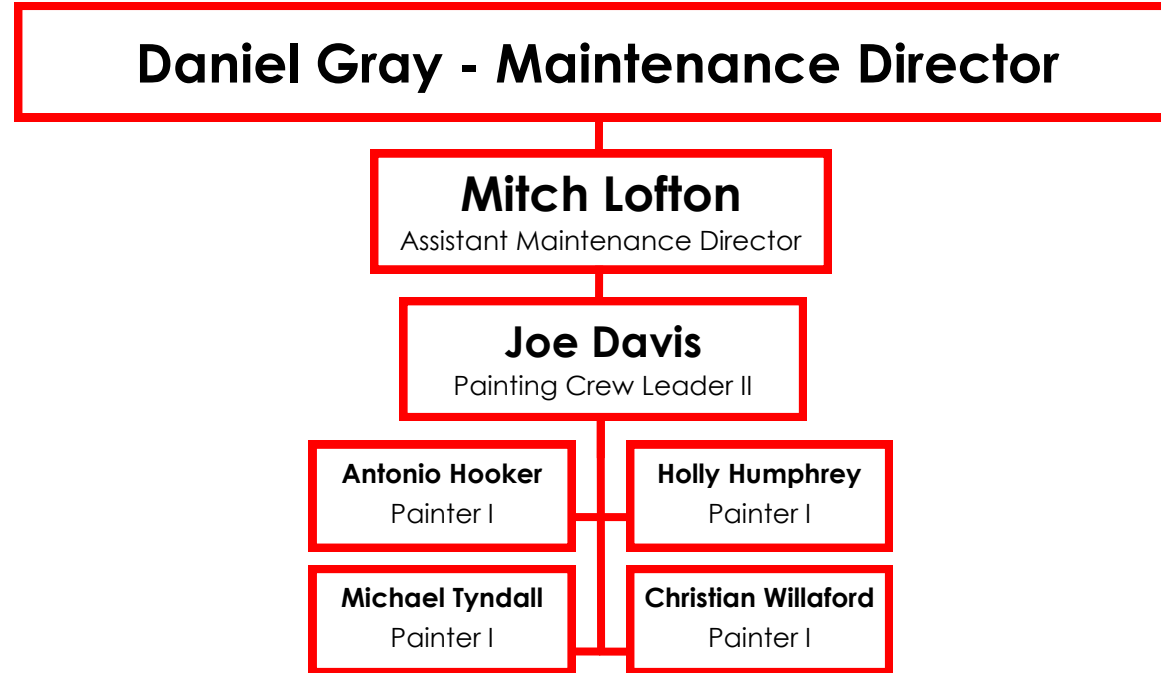 Daniel Gray - Maintenance Director
Mitch Lofton
Assistant Maintenance Director
Joe Davis
Painting Crew Leader II
Antonio Hooker
Painter I
Holly Humphrey
Painter I
Michael Tyndall
Painter I
Christian Willaford
Painter I